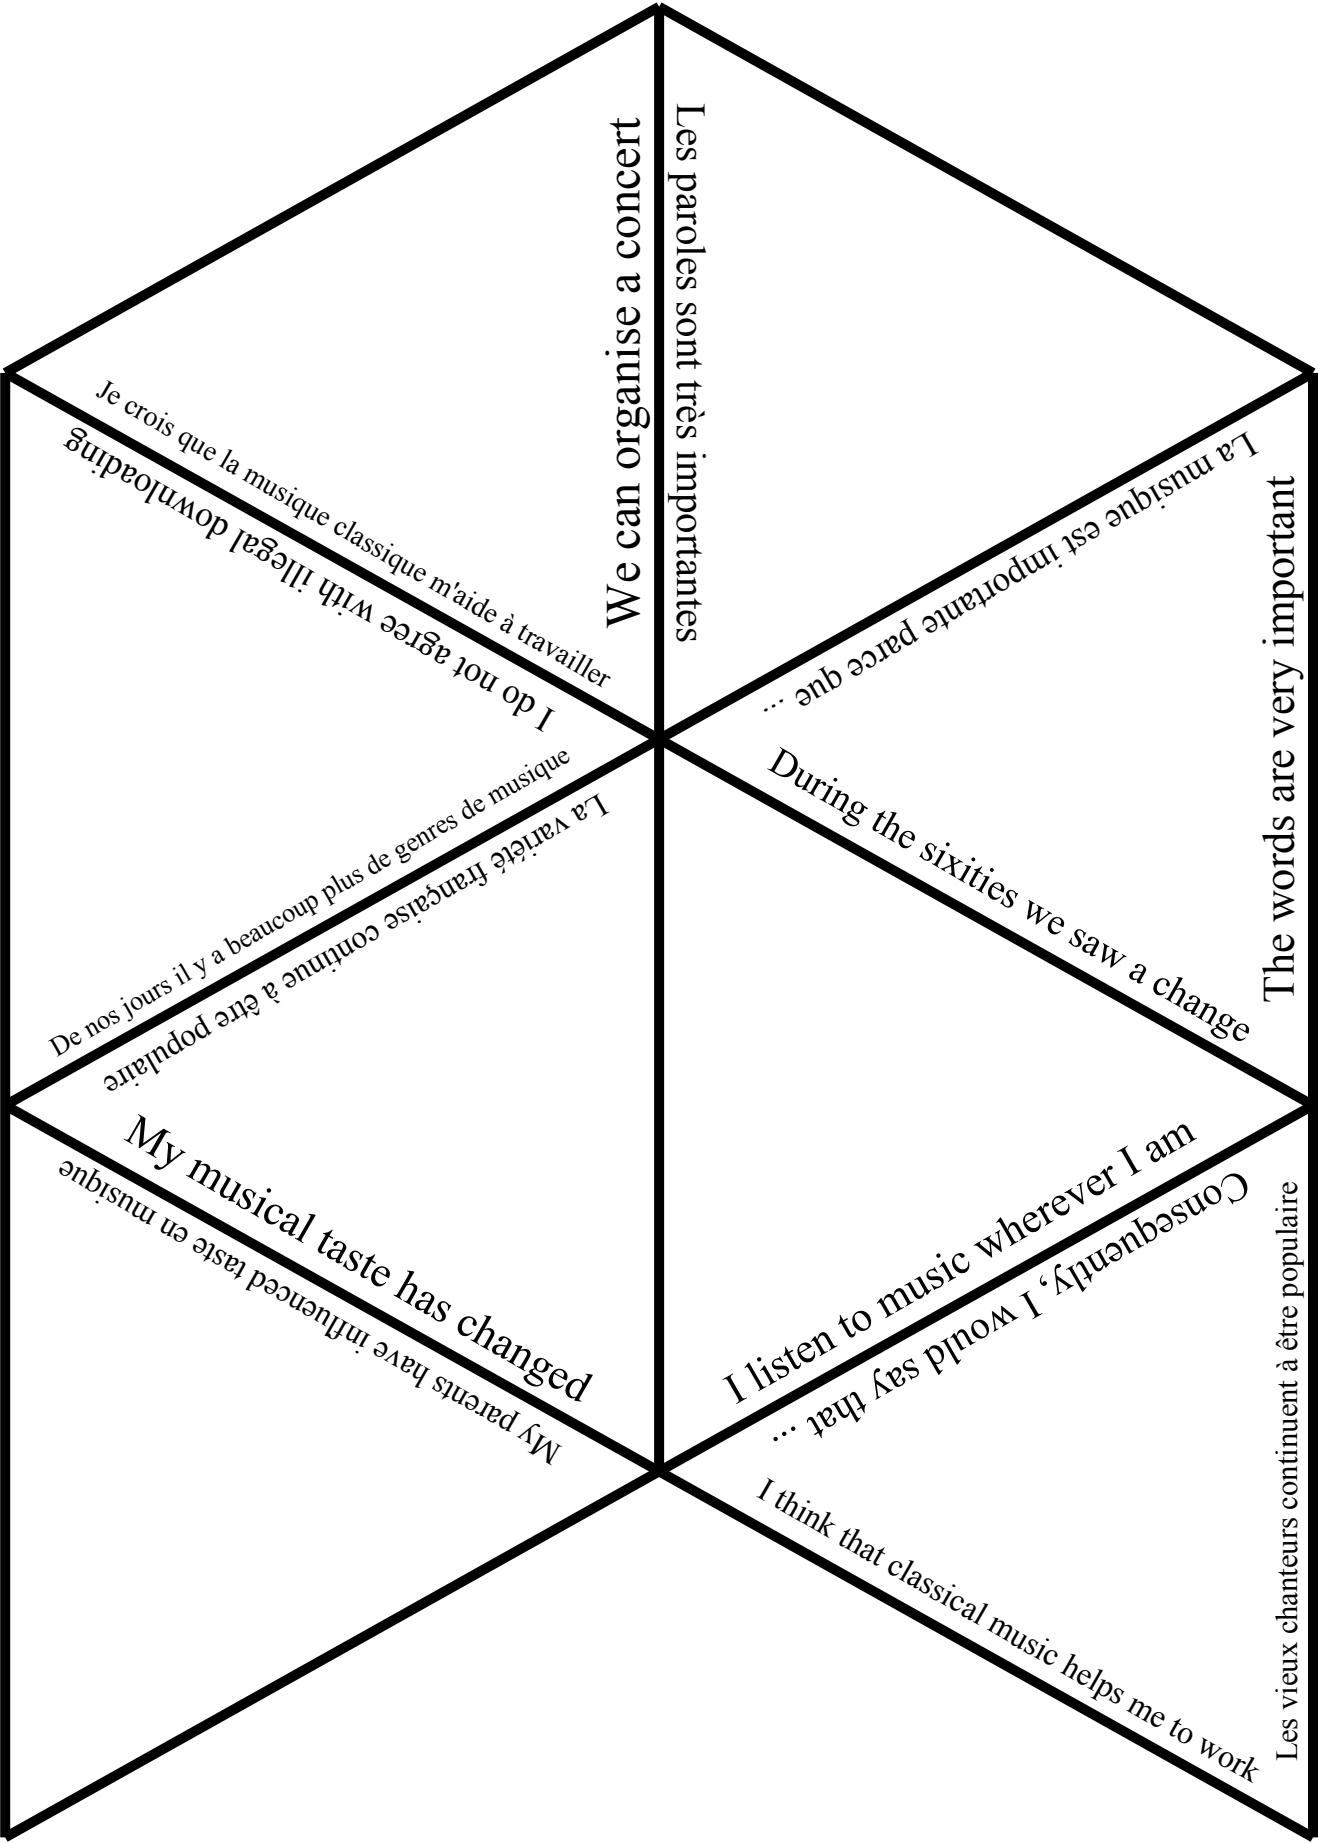 We can organise a concert
Les paroles sont très importantes
Je crois que la musique classique m'aide à travailler
I do not agree with illegal downloading
La musique est importante parce que ...
The words are very important
De nos jours il y a beaucoup plus de genres de musique
La variété française continue à être populaire
During the sixities we saw a change
My musical taste has changed
My parents have influenced taste en musique
I listen to music wherever I am
Consequently, I would say that ...
Les vieux chanteurs continuent à être populaire
I think that classical music helps me to work